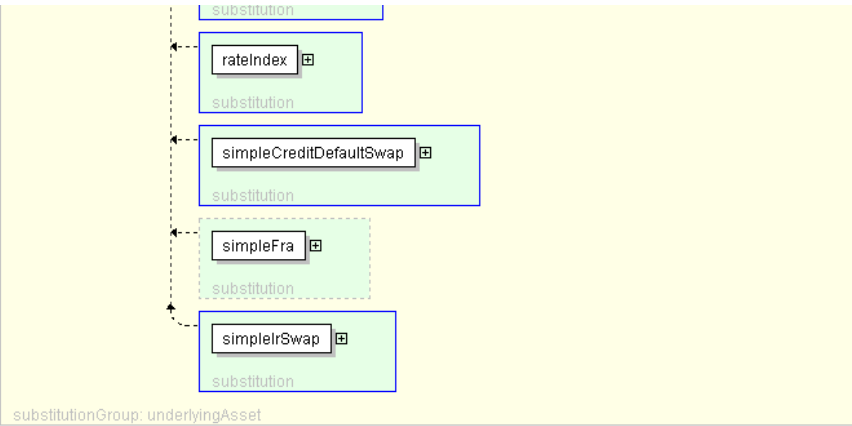 substitution
rateIndex
substitution
simpleCreditDefaultSwap
substitution
simpleFra
substitution
simpleIrSwap
substitution
substitutionGroup: underlyingAsset